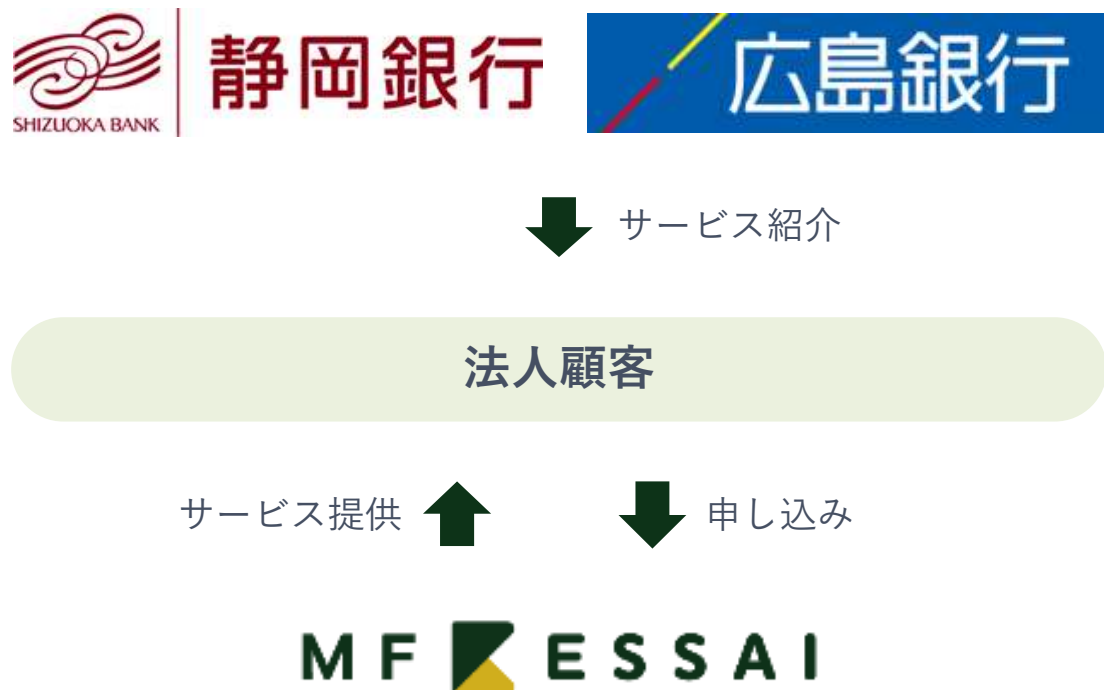 静岡銀行
SHIZUOKA BANK
広島銀行
サービス紹介
法人顧客
サービス提供
申し込み
MF KESSAI